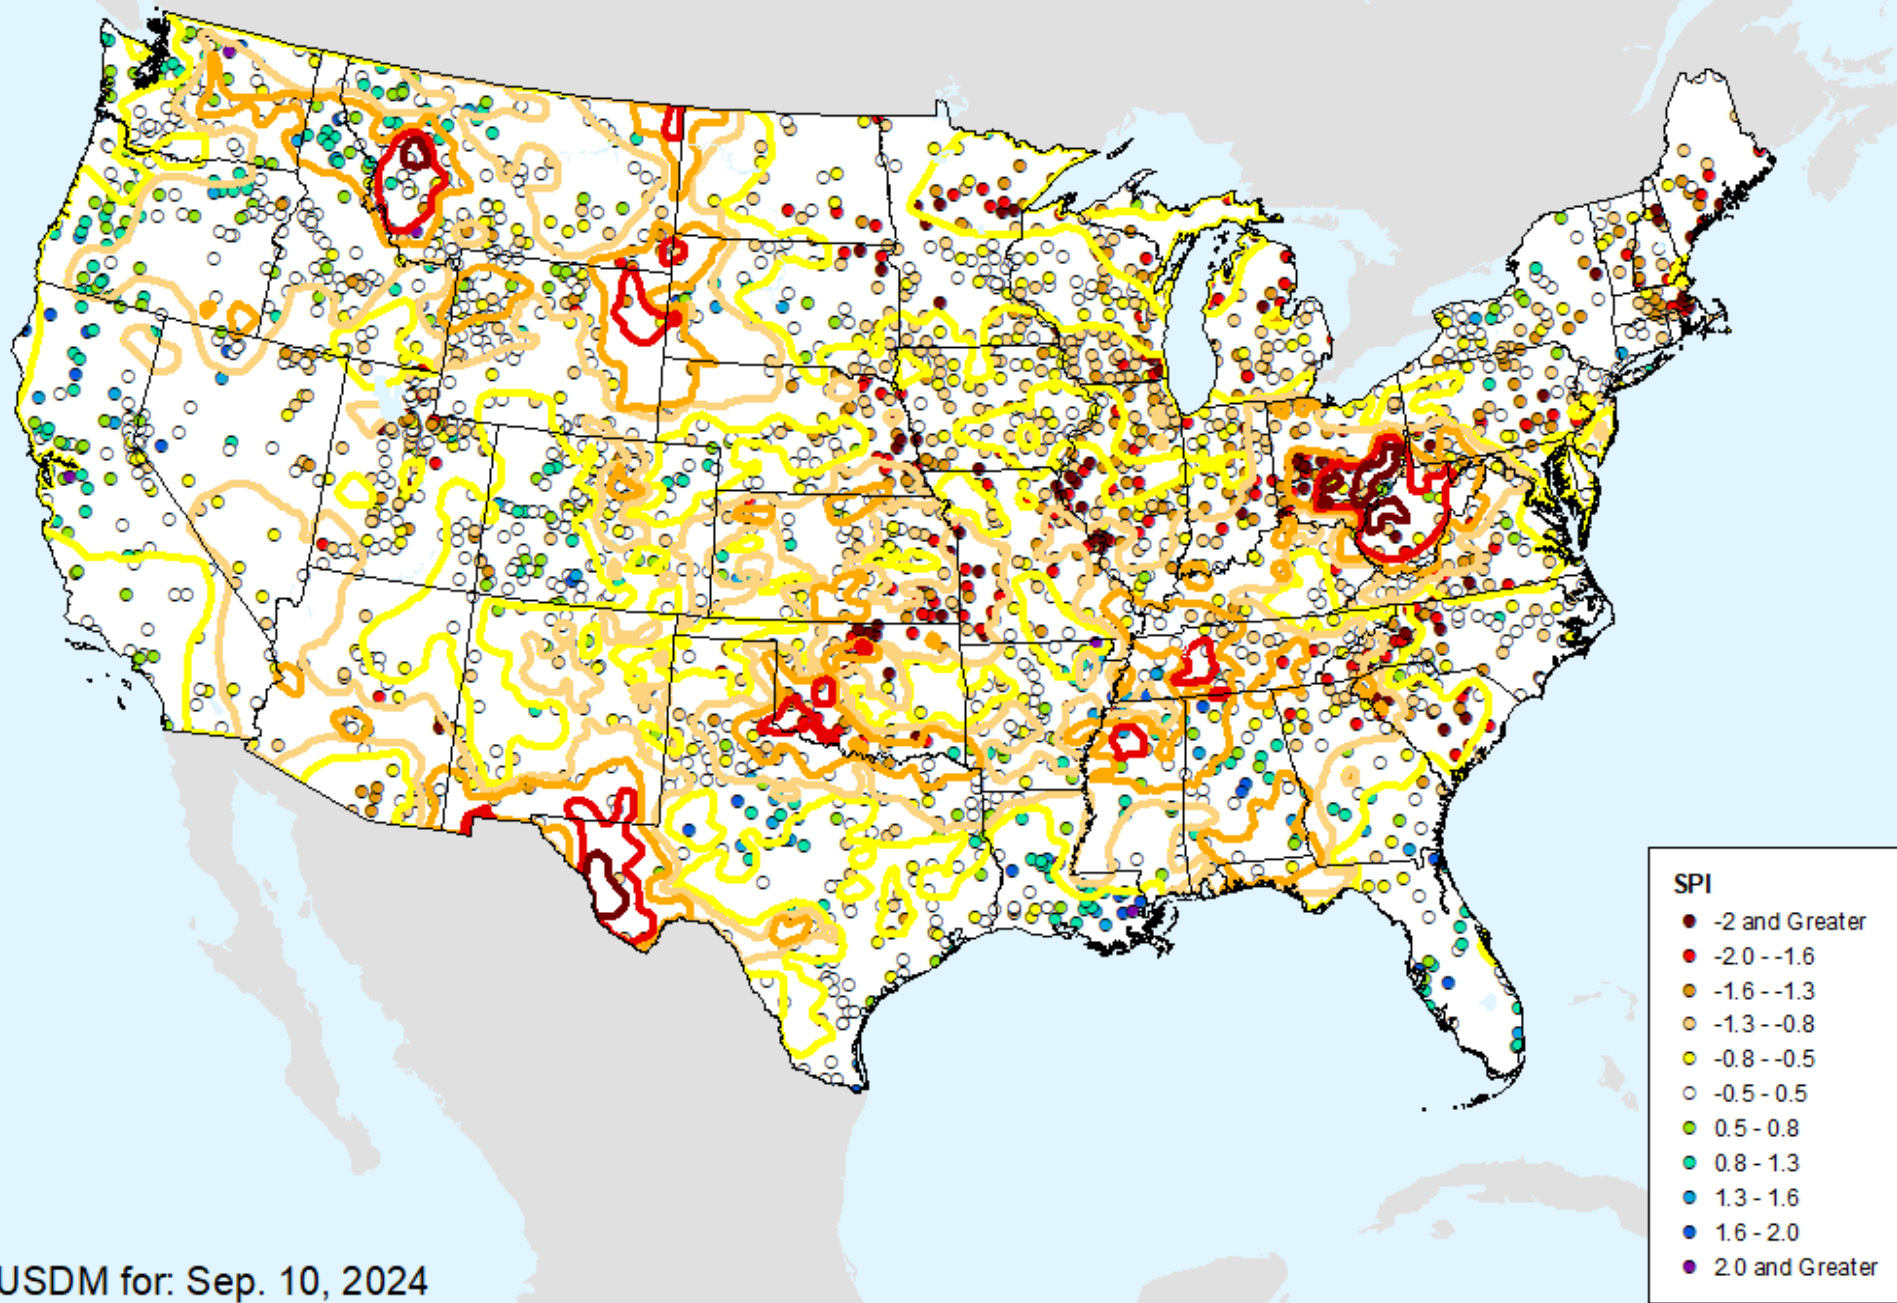 SPI
-2 and Greater
-2.0 - -1.6
-1.6 - -1.3
-1.3 - -0.8
-0.8 - -0.5
-0.5 - 0.5
0.5 - 0.8
0.8 - 1.3
1.3 - 1.6
1.6 - 2.0
2.0 and Greater
USDM for: Sep. 10, 2024